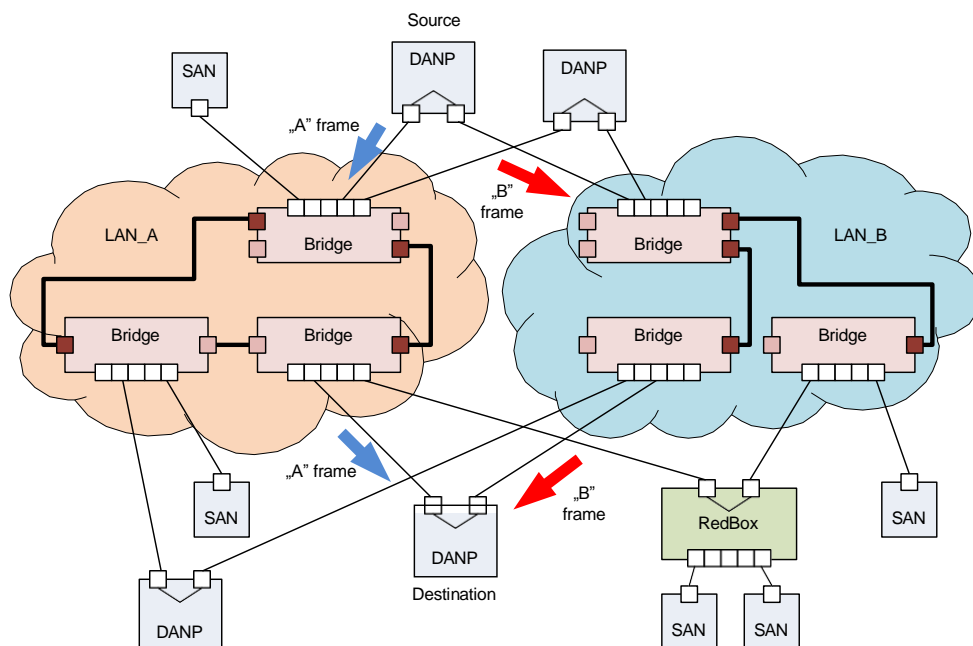 Source
SAN
DANP
DANP
„A” frame
„B”
frame
LAN_A
Bridge
Bridge
LAN_B
Bridge
Bridge
Bridge
Bridge
„A” frame
„B”
frame
SAN
DANP
RedBox
SAN
Destination
DANP
SAN
SAN